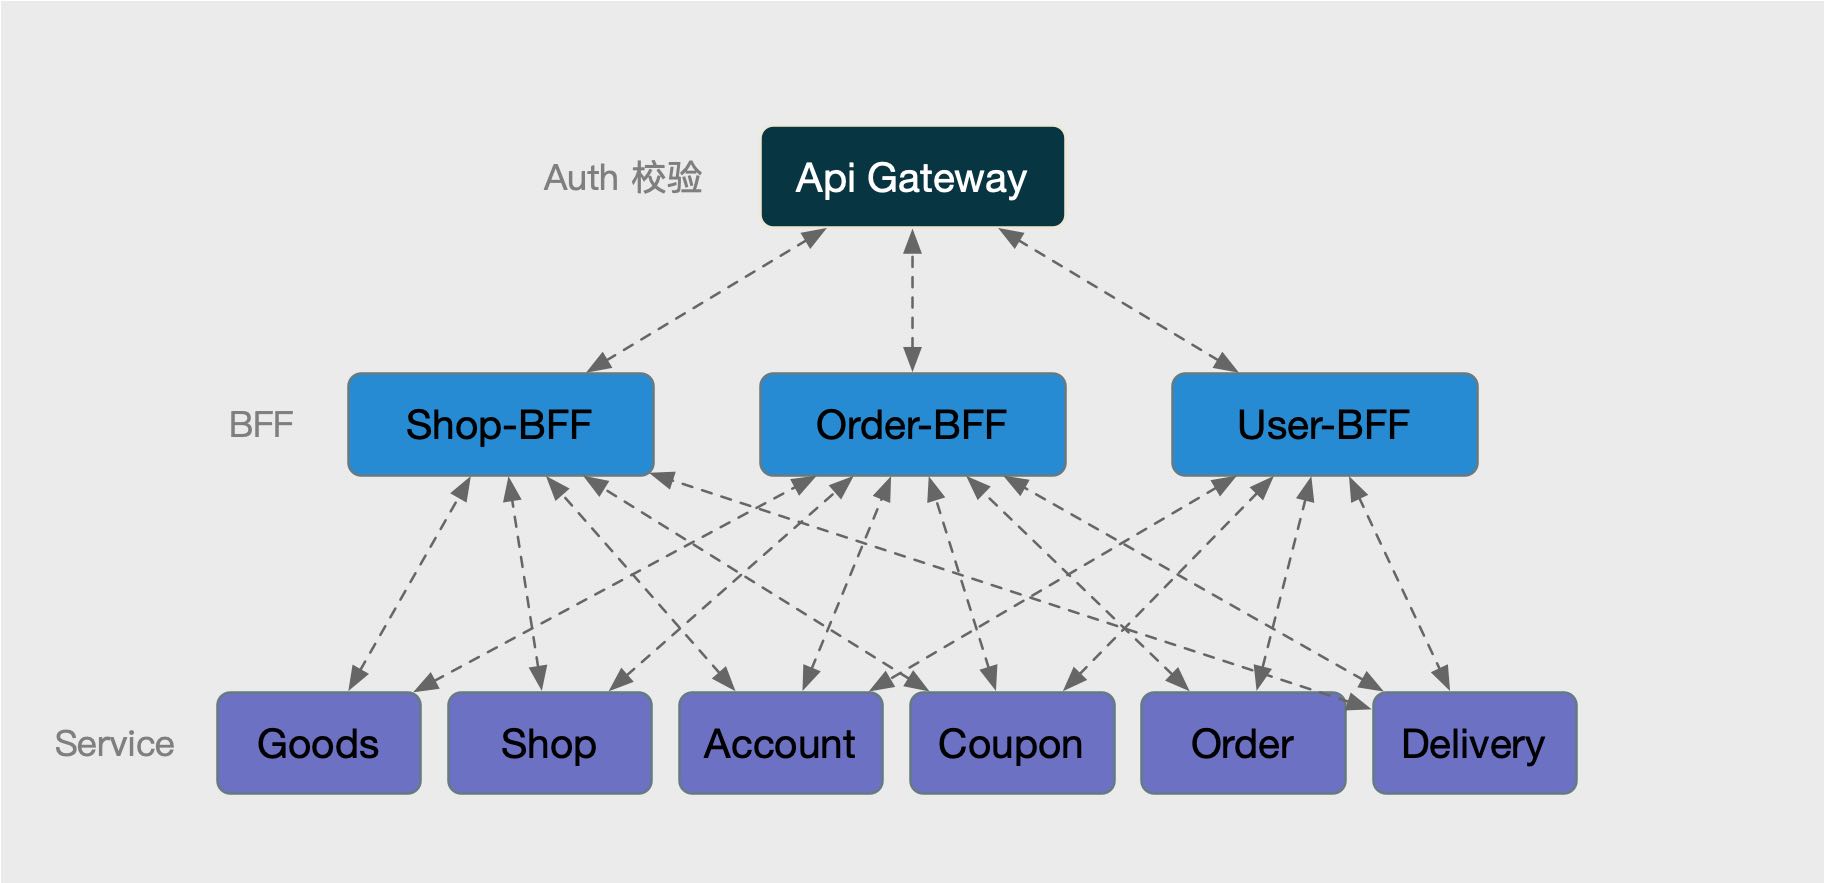 Auth 校验
Api Gateway
BFF
Shop-BFF
Order-BFF
User-BFF
Service
Goods
Shop
Account
Coupon
Order
Delivery